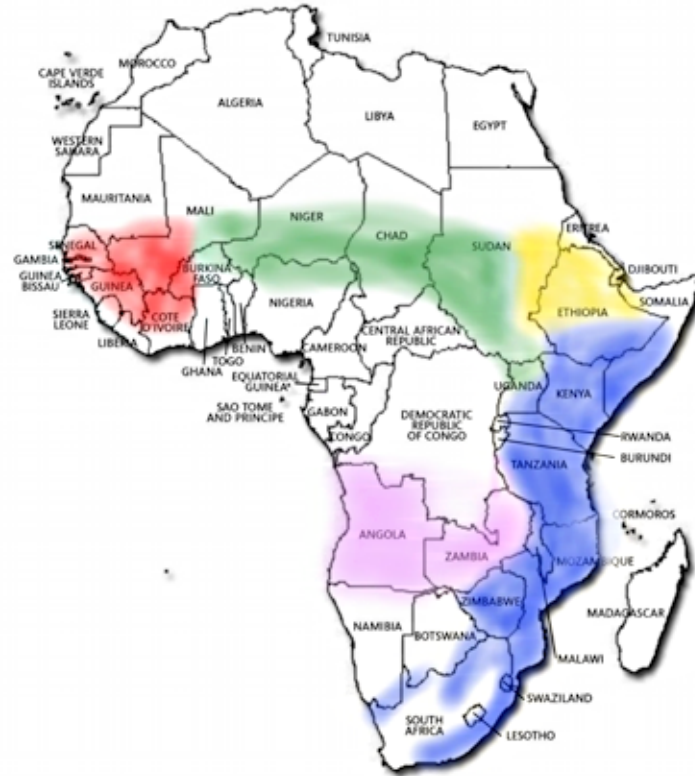 TUNISIA
MOROCCO
CAPE VERDE
ISLANDS
ALGERIA
LIBYA
EGYPT
WESTERN
SAHARA
MAURITANIA
MALI
NIGER
CHAD
SUDAN
ERITREA
SENEGAL
GAMBIA
GUINEA
BISSAU
GUINEA
BURKINA
FASO
DJIBOUTI
SOMALIA
NIGERIA
ETHIOPIA
SIERRA
LEONE
COTE
D'IVOIRE
LIBERIA
CENTRAL AFRICAN
REPUBLIC
BENIN
CAMEROON
TOGO
GHANA
EQUATORIAL
GUINEA
UGANDA
KENYA
SAO TOME
AND PRINCIPE
GABON
CONGO
DEMOCRATIC
REPUBLIC
OF CONGO
RWANDA
BURUNDI
TANZANIA
CORMOROS
ANGOLA
ZAMBIA
MOZAMBIQUE
ZIMBABWE
MADAGASCAR
NAMIBIA
BOTSWANA
MALAWI
SWAZILAND
SOUTH
AFRICA
LESOTHO